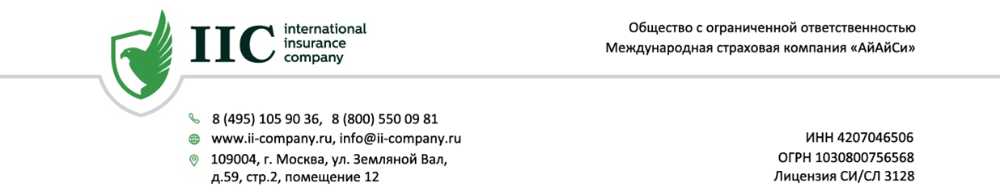 IIC
international
insurance
company
Общество с ограниченной ответственностью
Международная страховая компания «АйАйСи»
8 (495) 105 90 36, 8 (800) 550 09 81
www.ii-company.ru, info@ii-company.ru
109004, г. Москва, ул. Земляной Вал,
д.59, стр.2, помещение 12
ИНН 4207046506
ОГРН 1030800756568
Лицензия СИ/СЛ 3128